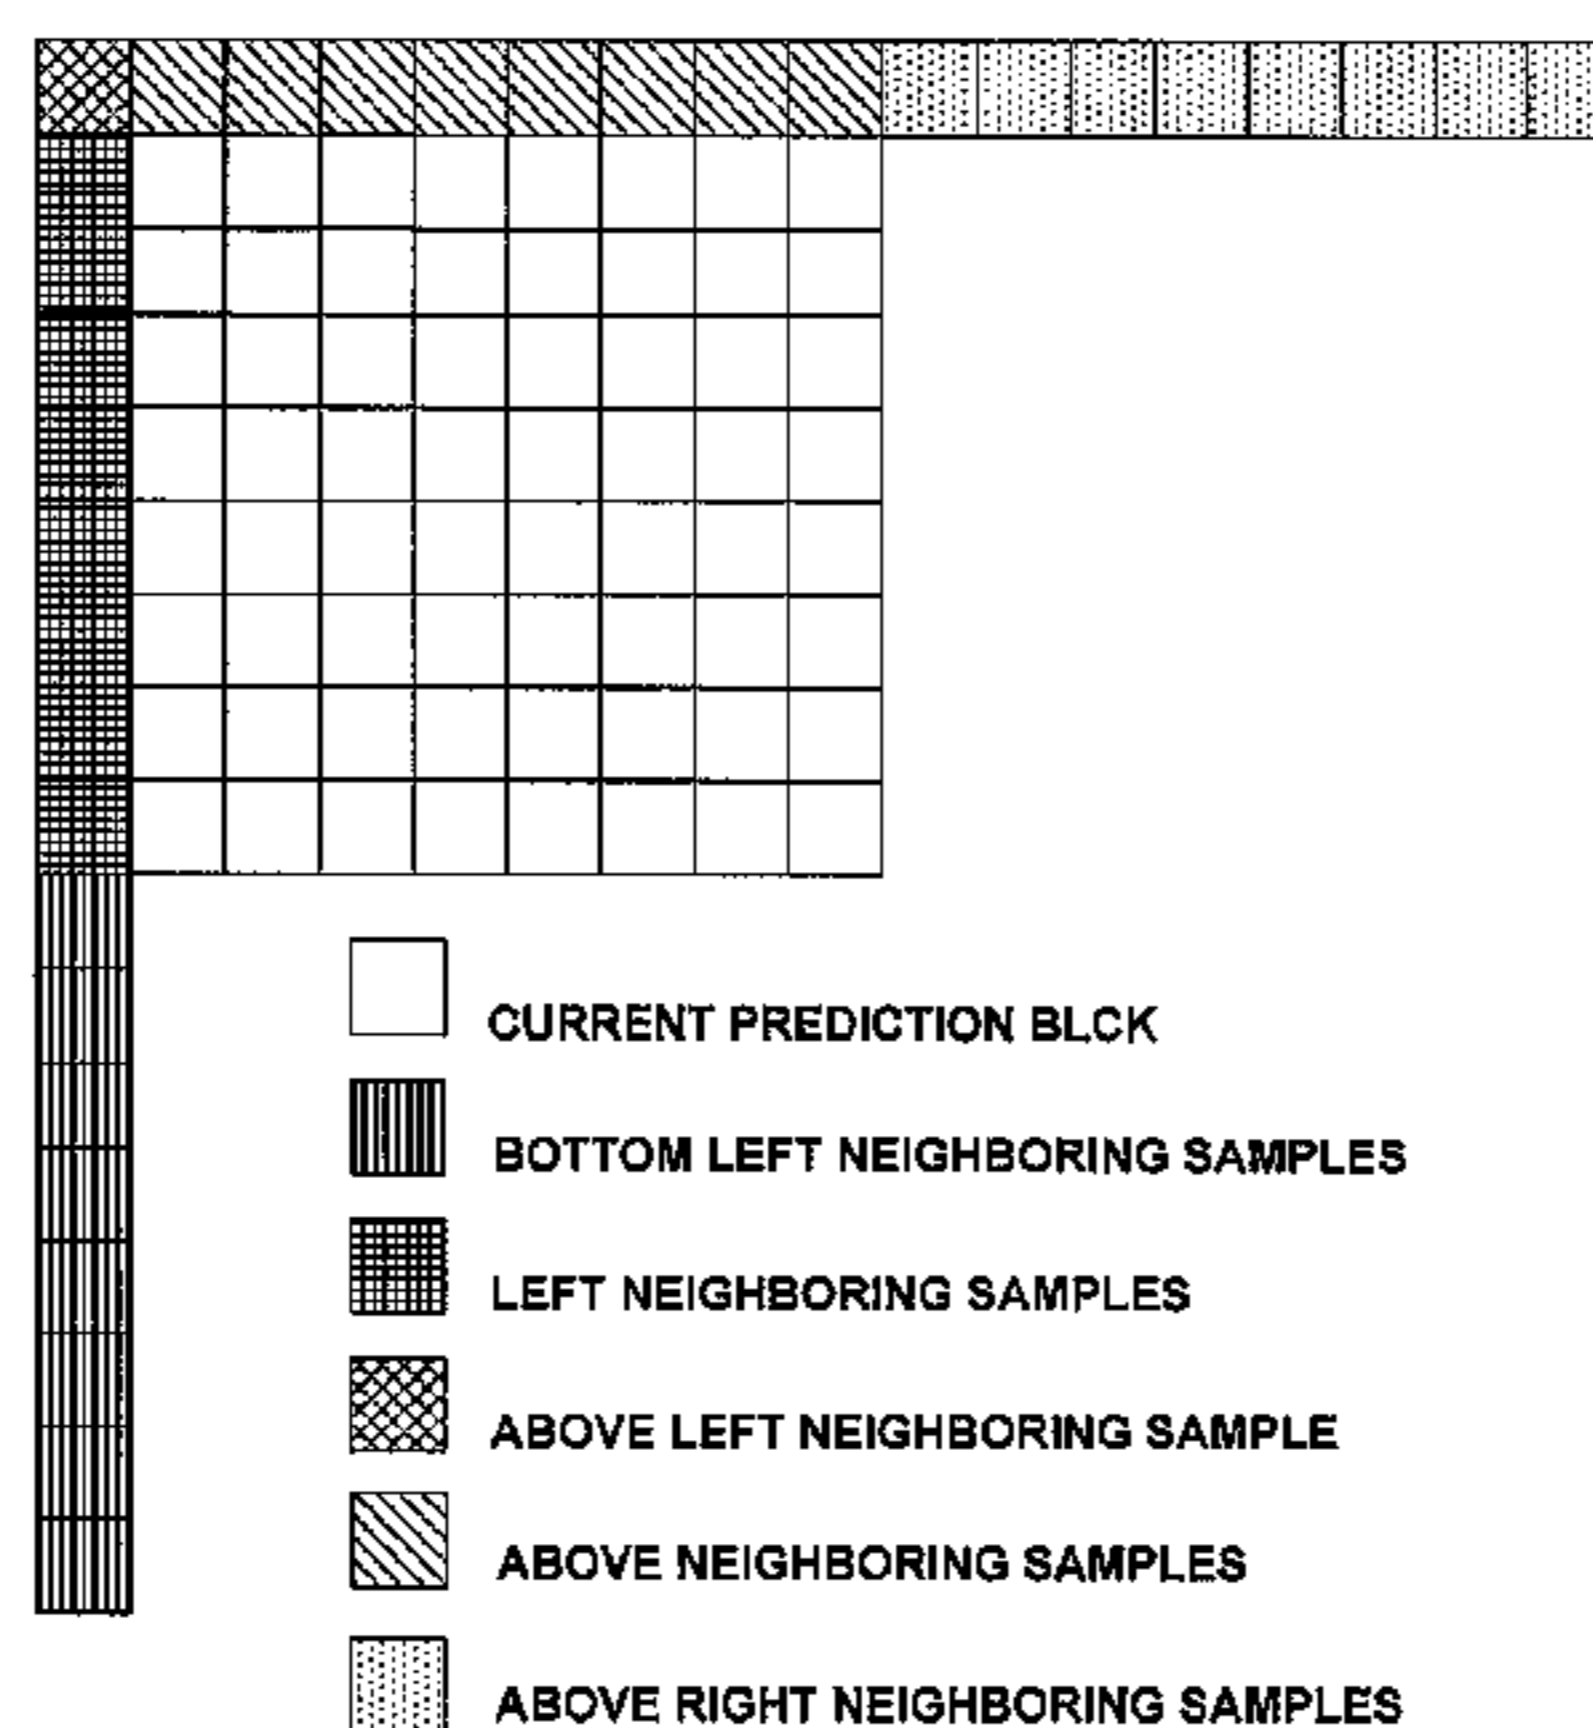 CURRENT PREDICTION BLCK
BOTTOM LEFT NEIGHBORING SAMPLES
LEFT NEIGHBORING SAMPLES
ABOVE LEFT NEIGHBORING SAMPLE
ABOVE NEIGHBORING SAMPLES
ABOVE RIGHT NEIGHBORING SAMPLES